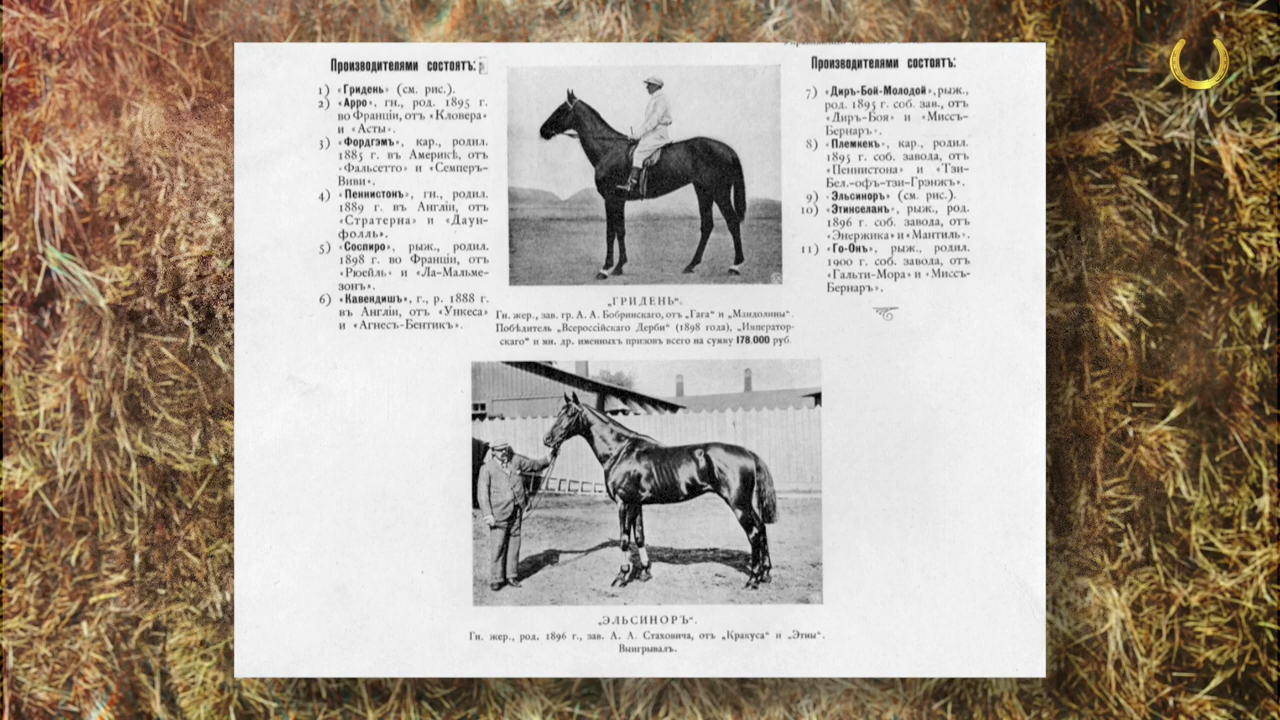 Производителями состоятъ:
1) «Гридень» (см. рис.).
2) «Арро», гн., род. 1895 г.
во Франціи, отъ «Кловера»
и «Асты».
3) «Фордгэмъ», кар., родил.
1885 г. въ Америкѣ, отъ
«Фальсетто» и «Семперъ-
Виви».
4) «Пеннистонъ», гн., родил.
1889 г. въ Англіи, отъ
«Стратерна» и «Даун-
фолль».
5) «Соспиро», рыж., родил.
1898 г. во Франціи, отъ
«Рюейль» и «Ла-Мальме-
зонъ».
6) «Кавендишъ», г., р. 1888 г.
въ Англіи, отъ «Ункеса»
и «Агнесъ-Бентикъ».
„ГРИДЕНЬ“.
Гн. жер., зав. гр. А. А. Бобринскаго, отъ „Гага“ и „Мандолины“.
Побѣдитель „Всероссійскаго Дерби“ (1898 года), „Император-
скаго“ и мн. др. именныхъ призовъ всего на сумму 178.000 руб.
Производителями состоятъ:
7) «Диръ-Бой-Молодой», рыж.,
род. 1895 г. соб. зав., отъ
«Диръ-Боя» и «Миссъ-
Бернаръ».
8) «Племкекъ», кар., родил.
1895 г. соб. завода, отъ
«Пеннистона» и «Тзи-
Бел.-офъ-тзи-Грэнжъ».
9) «Эльсиноръ» (см. рис.).
10) «Этинселанъ», рыж., род.
1896 г. соб. завода, отъ
«Энержика» и «Мантиль».
11) «Го-Онъ», рыж., родил.
1900 г. соб. завода, отъ
«Гальти-Мора» и «Миссъ-
Бернаръ».
„ЭЛЬСИНОРЪ“.
Гн. жер., род. 1896 г., зав. А. А. Стаховича, отъ „Кракуса“ и „Этны“.
Выигрывалъ.